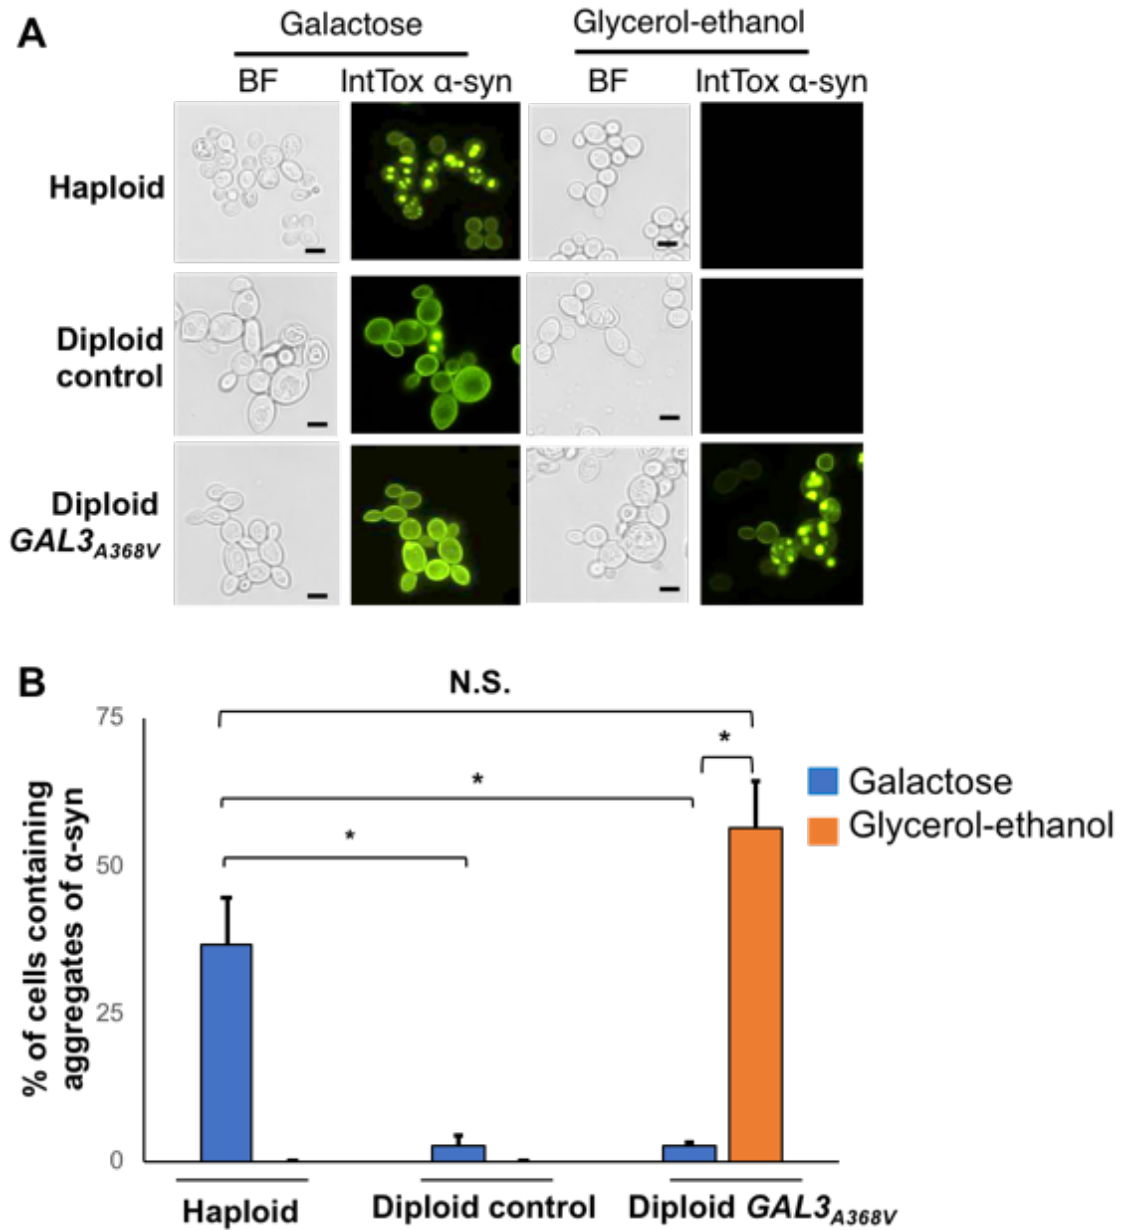 A
Galactose
Glycerol-ethanol
BF
IntTox α-syn
BF
IntTox α-syn
Haploid
Diploid
control
Diploid
GAL3A368V
B
N.S.
75
*
*
*
Galactose
Glycerol-ethanol
50
25
0
% of cells containing
aggregates of α-syn
Haploid
Diploid control
Diploid GAL3A368V